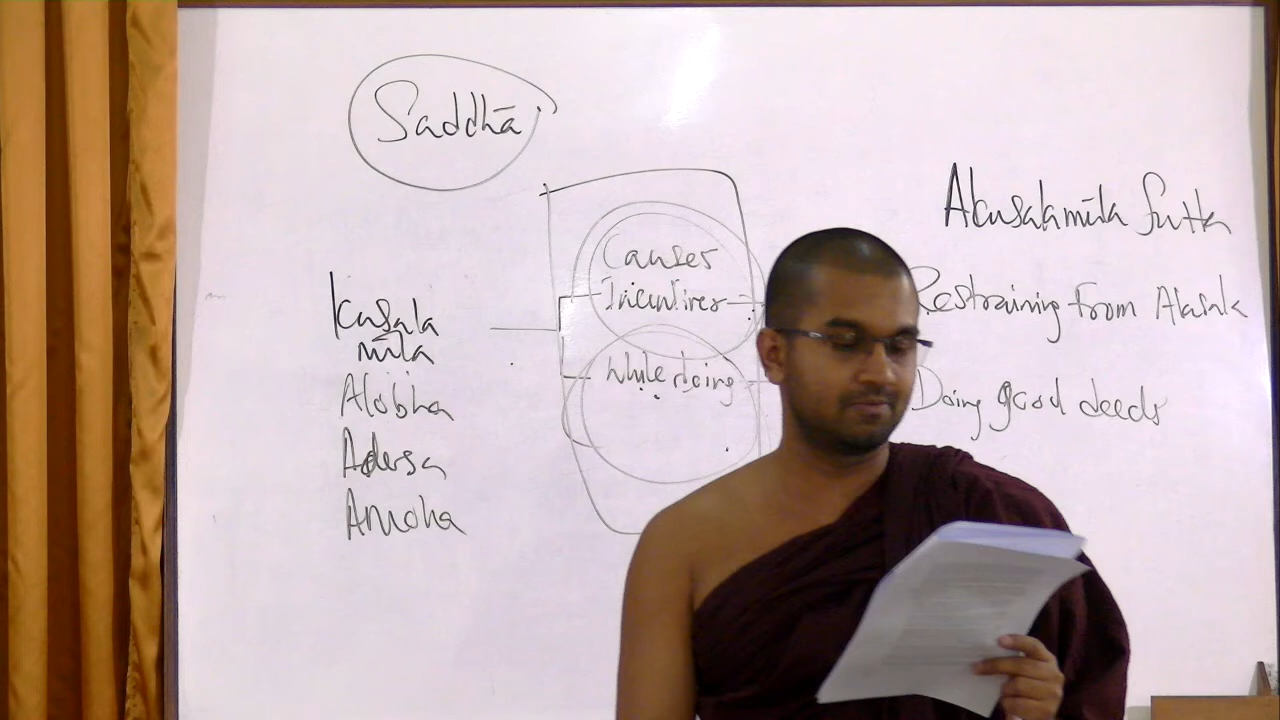 Saddhā
Kusala
mūla
Alobha
Adosa
Amoha
Causes
Incentives
While doing
Akusalamūla Sutta
Restraining from Akusala
Doing good deeds